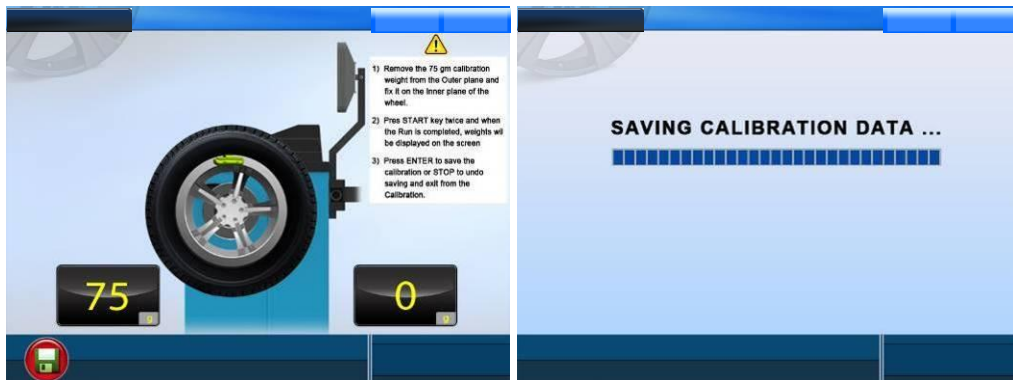 1) Remove the 75 gm calibration
weight from the Outer plane and
fix it on the Inner plane of the
wheel.
2) Pres START key twice and when
the Run is completed, weights wil
be displayed on the screen
3) Press ENTER to save the
calibration or STOP to undo
saving and exit from the
Calibration.
75
g
0
g
SAVING CALIBRATION DATA ...